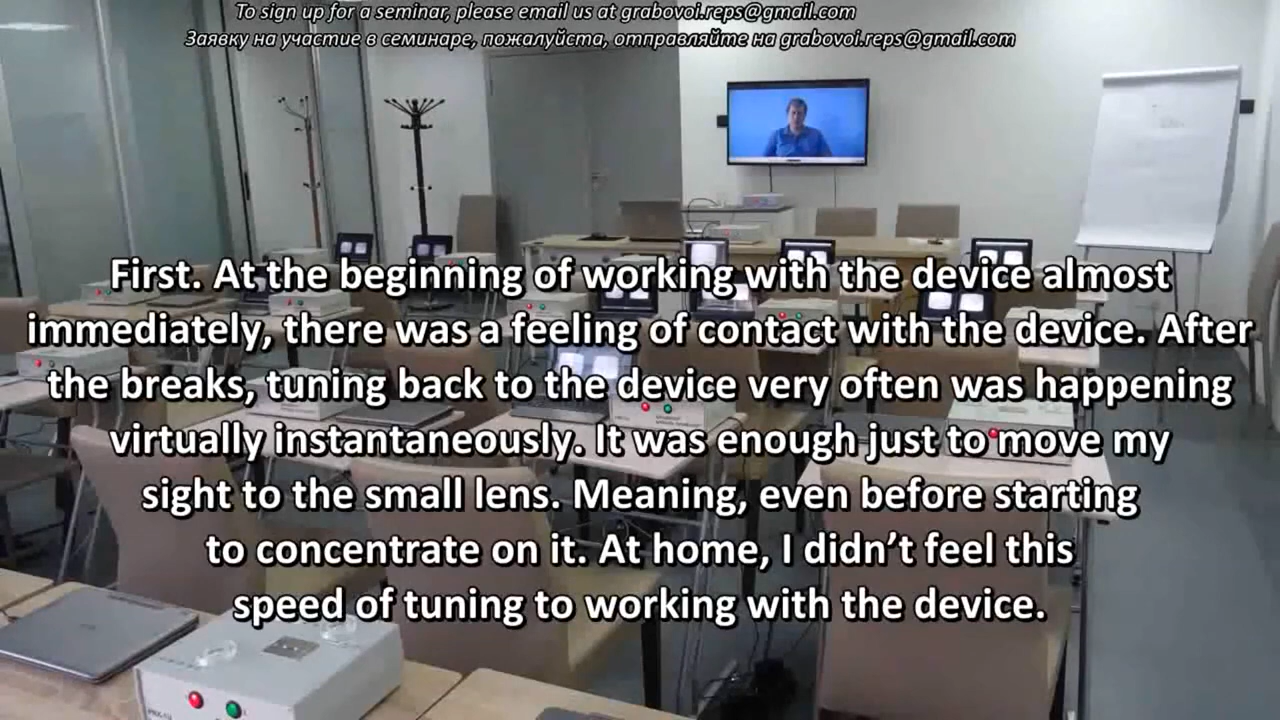 To sign up for a seminar, please email us at grabovoi.reps@gmail.com
Заявку на участие в семинаре, пожалуйста, отправляйте на grabovoi.reps@gmail.com
First. At the beginning of working with the device almost
immediately, there was a feeling of contact with the device. After
the breaks, tuning back to the device very often was happening
virtually instantaneously. It was enough just to move my
sight to the small lens. Meaning, even before starting
to concentrate on it. At home, I didn’t feel this
speed of tuning to working with the device.